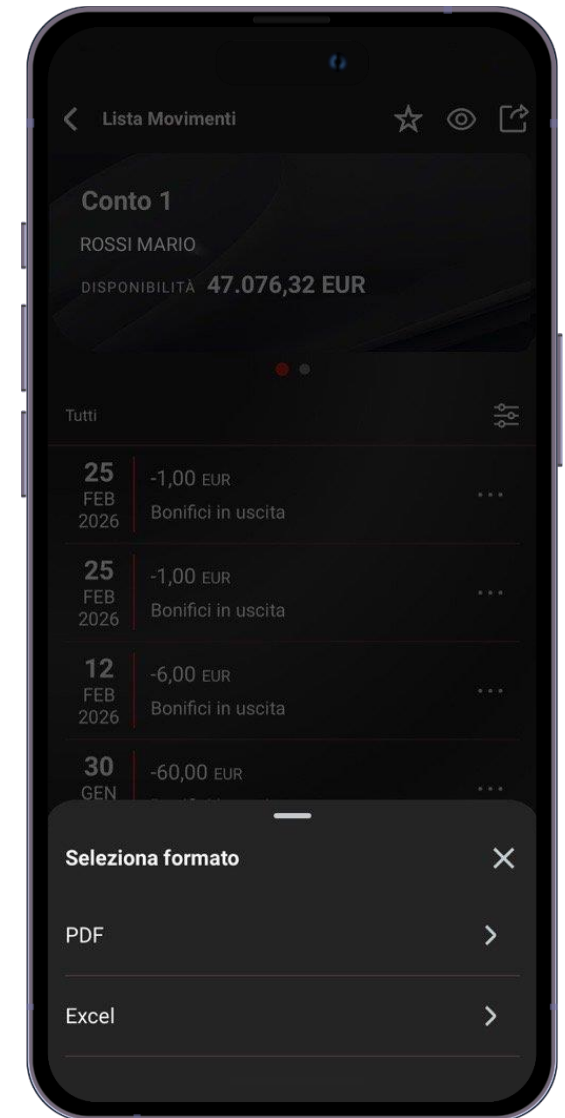 Lista Movimenti
Conto 1
ROSSI MARIO
DISPONIBILITÀ 47.076,32 EUR
Tutti
25 FEB 2026
-1,00 EUR
Bonifici in uscita
25 FEB 2026
-1,00 EUR
Bonifici in uscita
12 FEB 2026
-6,00 EUR
Bonifici in uscita
30 GEN
-60,00 EUR
Seleziona formato
PDF
Excel